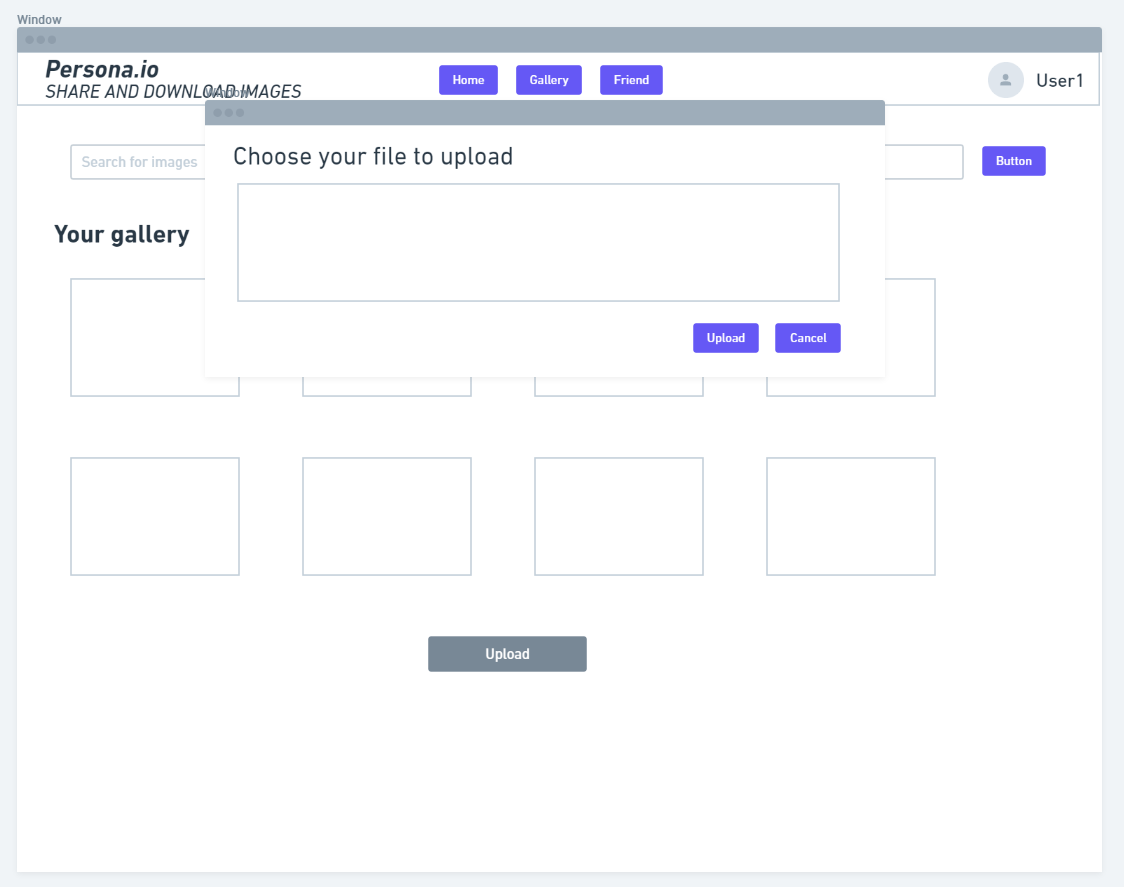 Window
Persona.io
SHARE AND DOWNLOAD IMAGES
Home
Gallery
Friend
User1
Window
Choose your file to upload
Search for images
Button
Your gallery
Upload
Cancel
Upload